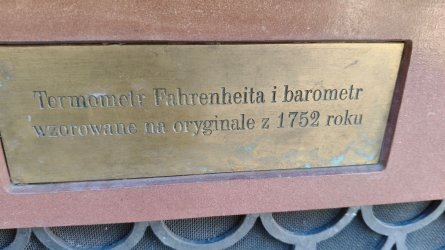 Termometr Fahrenheita i barometr
wzorowane na oryginale z 1752 roku